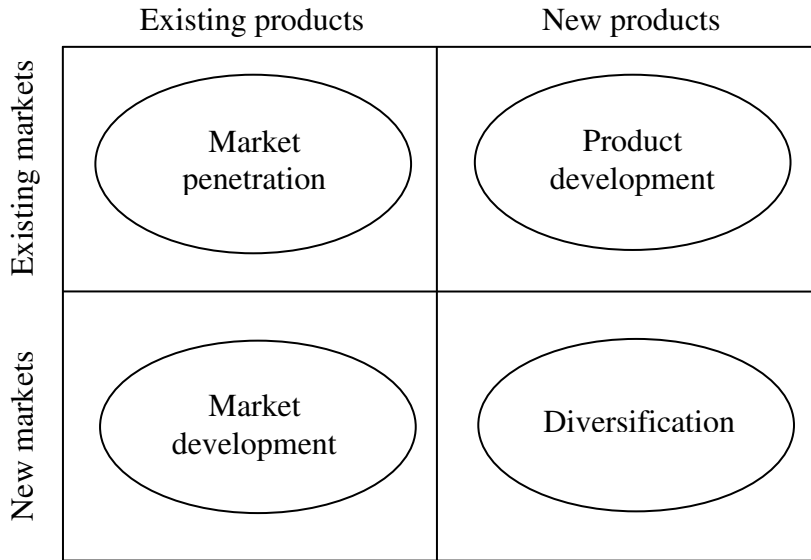 Existing products
New products
Existing markets
Market
penetration
Product
development
New markets
Market
development
Diversification